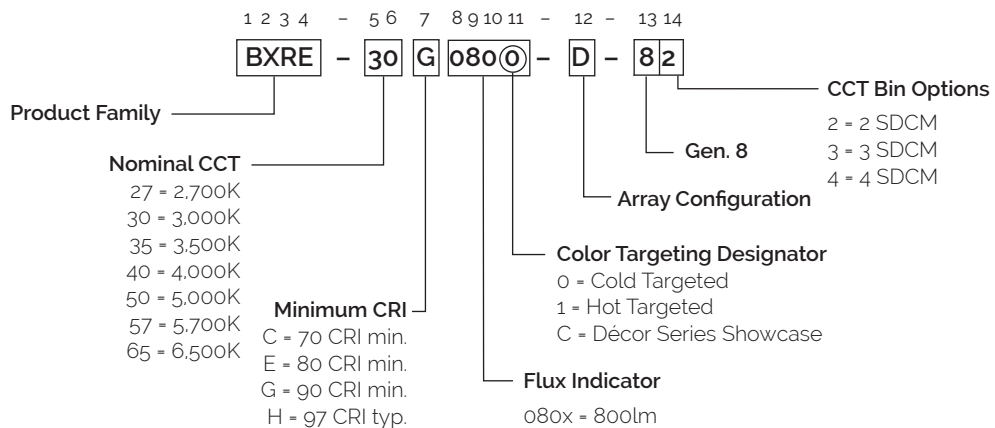 1 2 3 4 – 5 6 7 8 9 10 11 – 12 – 13 14
BXRE – 30 G 0800 – D – 82
Product Family
Nominal CCT
27 = 2,700K
30 = 3,000K
35 = 3,500K
40 = 4,000K
50 = 5,000K
57 = 5,700K
65 = 6,500K
Minimum CRI
C = 70 CRI min.
E = 80 CRI min.
G = 90 CRI min.
H = 97 CRI typ.
Flux Indicator
080x = 800lm
Color Targeting Designator
0 = Cold Targeted
1 = Hot Targeted
C = Décor Series Showcase
Array Configuration
Gen. 8
CCT Bin Options
2 = 2 SDCM
3 = 3 SDCM
4 = 4 SDCM